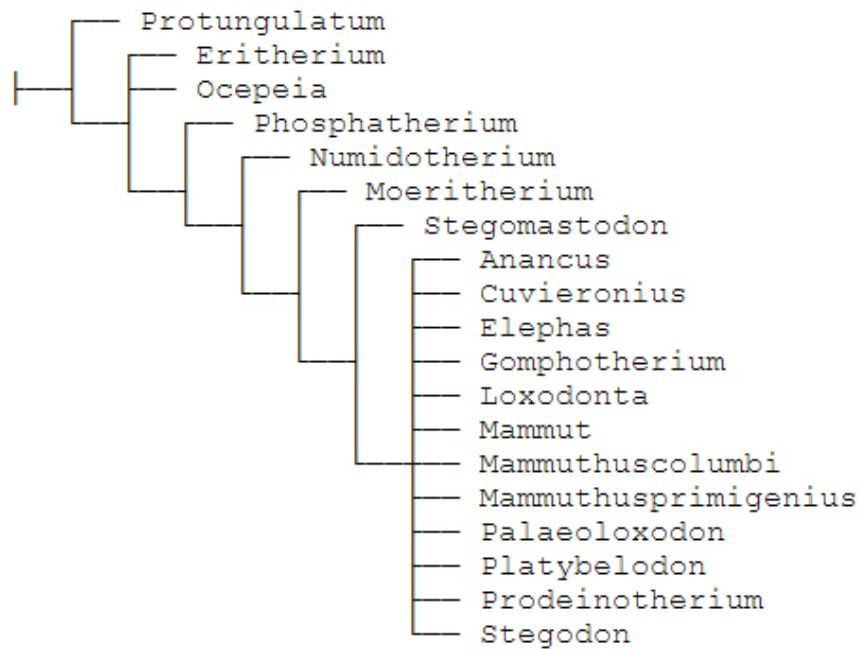 Protungulatum
Eritherium
Ocepeia
Phosphatherium
Numidotherium
Moeritherium
Stegomastodon
Anancus
Cuvieronius
Elephas
Gomphotherium
Loxodonta
Mammut
Mammuthuscolumbi
Mammuthusprimigenius
Palaeoloxodon
Platybelodon
Prodeinotherium
Stegodon